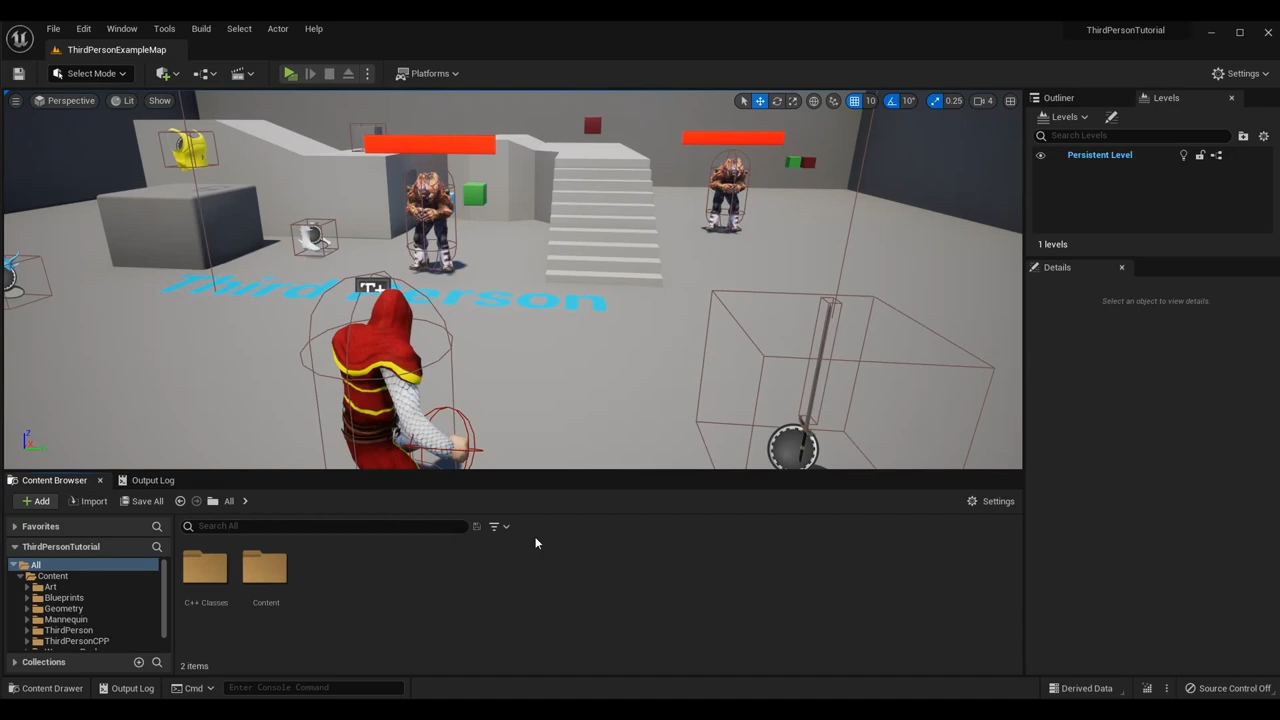 File Edit Window Tools Build Select Actor Help
ThirdPersonTutorial
ThirdPersonExampleMap
Select Mode
Platforms
Settings
Perspective Lit Show
10 10° 0.25 4
Outliner Levels
Levels
Search Levels
Persistent Level
1 levels
Details
Select an object to view details.
Third Person
T+
Content Browser Output Log
Add Import Save All All
Settings
Favorites
Search All
ThirdPersonTutorial
All
Content
Art
Blueprints
Geometry
Mannequin
ThirdPerson
ThirdPersonCPP
C++ Classes Content
Collections
2 items
Content Drawer Output Log Cmd Enter Console Command
Derived Data Source Control Off